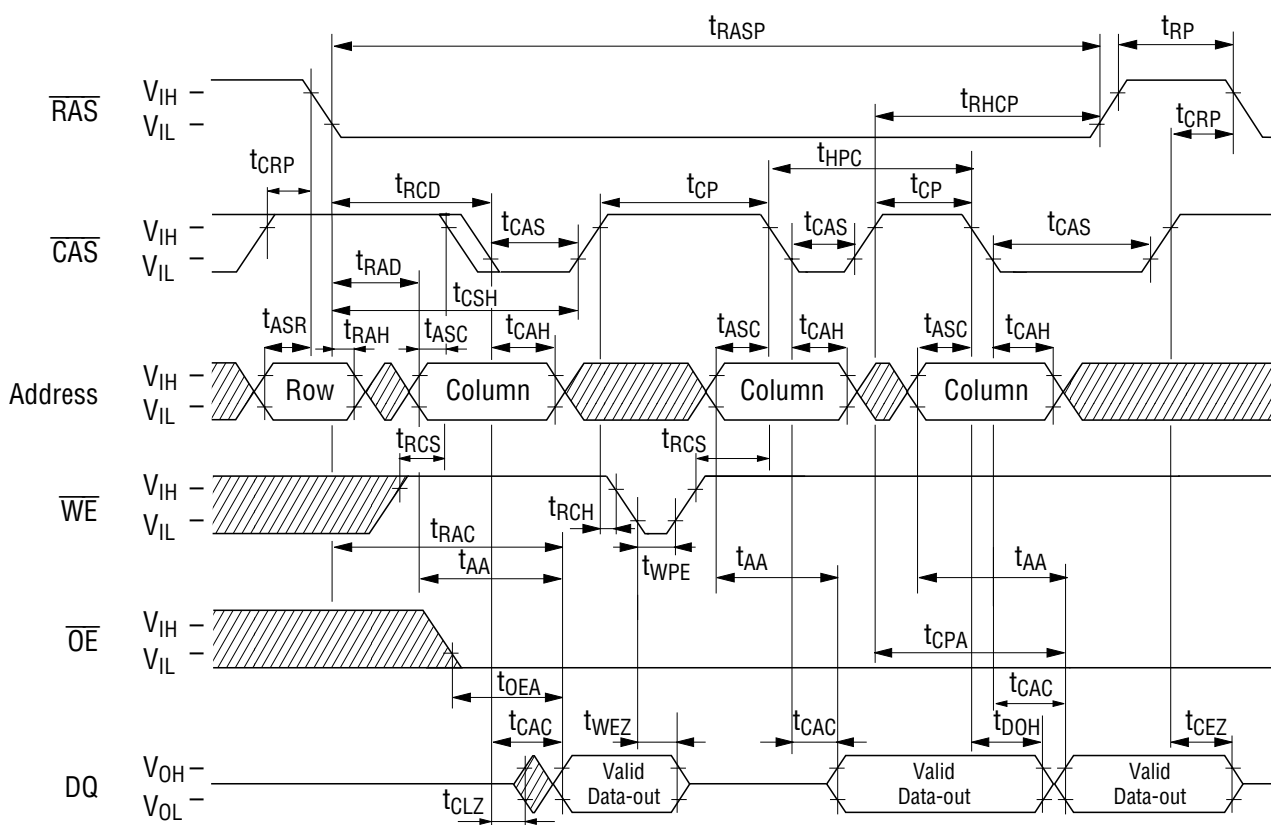 tRASP
tRP
RAS
VIH
VIL
tRHCP
tCRP
tCRP
tHPC
tRCD
tCP
tCP
CAS
VIH
VIL
tCAS
tCAS
tCAS
tRAD
tCSH
tASR
tRAH
tASC
tCAH
tASC
tCAH
tASC
tCAH
Address
VIH
VIL
Row
Column
Column
Column
tRCS
tRCS
WE
VIH
VIL
tRCH
tRAC
tWPE
tAA
tAA
tAA
OE
VIH
VIL
tCPA
tOEA
tCAC
tCAC
tWEZ
tCAC
tDOH
tCEZ
DQ
VOH
VOL
Valid
Data-out
Valid
Data-out
Valid
Data-out
tCLZ